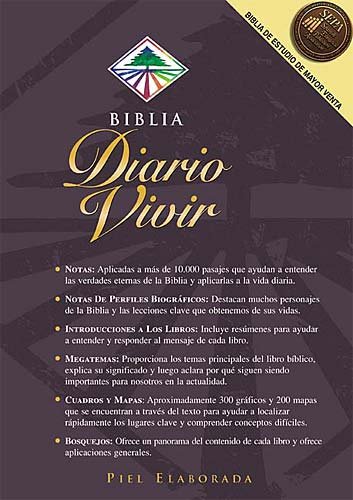 SEPA
BIBLIA DE ESTUDIO DE MAYOR VENTA
BIBLIA
Diario
Vivir
• NOTAS: Aplicadas a más de 10.000 pasajes que ayudan a entender
las verdades eternas de la Biblia y aplicarlas a la vida diaria.
• NOTAS DE PERFILES BIOGRÁFICOS: Destacan muchos personajes
de la Biblia y las lecciones clave que obtenemos de sus vidas.
• INTRODUCCIONES A LOS LIBROS: Incluye resúmenes para ayudar
a entender y responder al mensaje de cada libro.
• MEGATEMAS: Proporciona los temas principales del libro bíblico,
explica su significado y luego aclara por qué siguen siendo
importantes para nosotros en la actualidad.
• CUADROS Y MAPAS: Aproximadamente 300 gráficos y 200 mapas
que se encuentran a través del texto para ayudar a localizar
rápidamente los lugares clave y comprender conceptos difíciles.
• BOSQUEJOS: Ofrece un panorama del contenido de cada libro y ofrece
aplicaciones generales.
PIEL ELABORADA